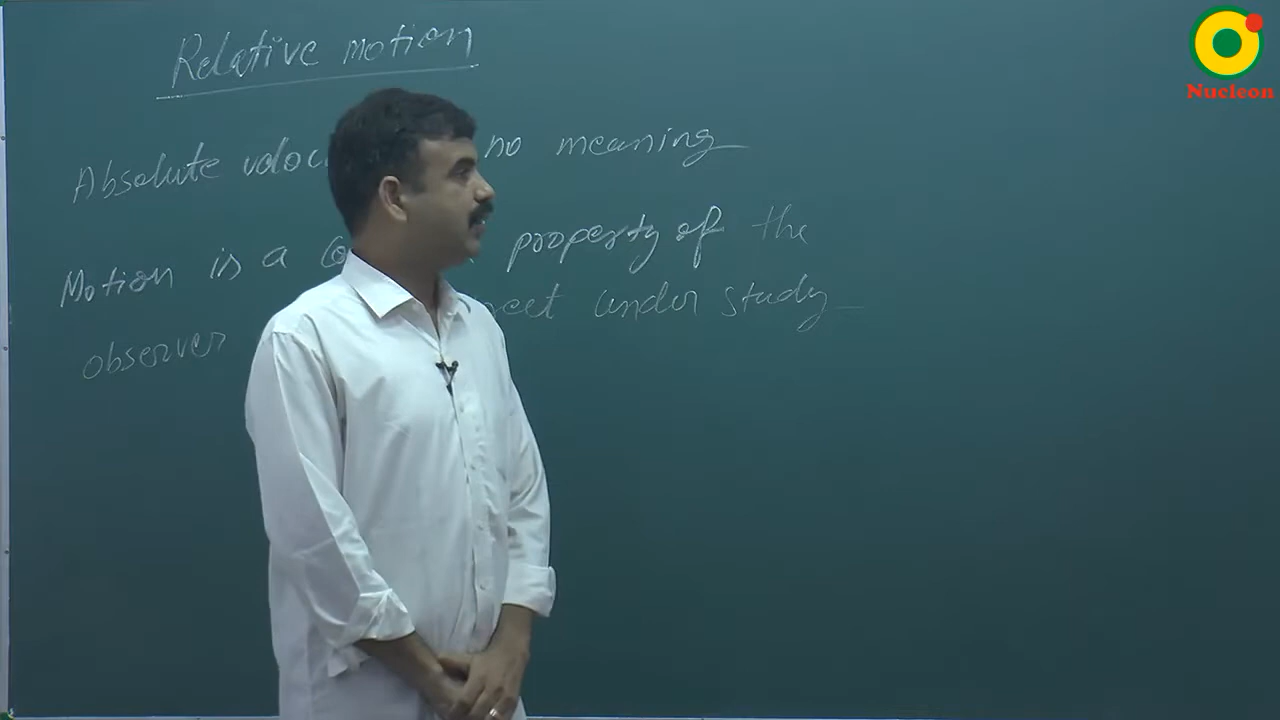 Relative motion
Absolute veloc no meaning
Motion is a property of the
observer under study
Nucleon